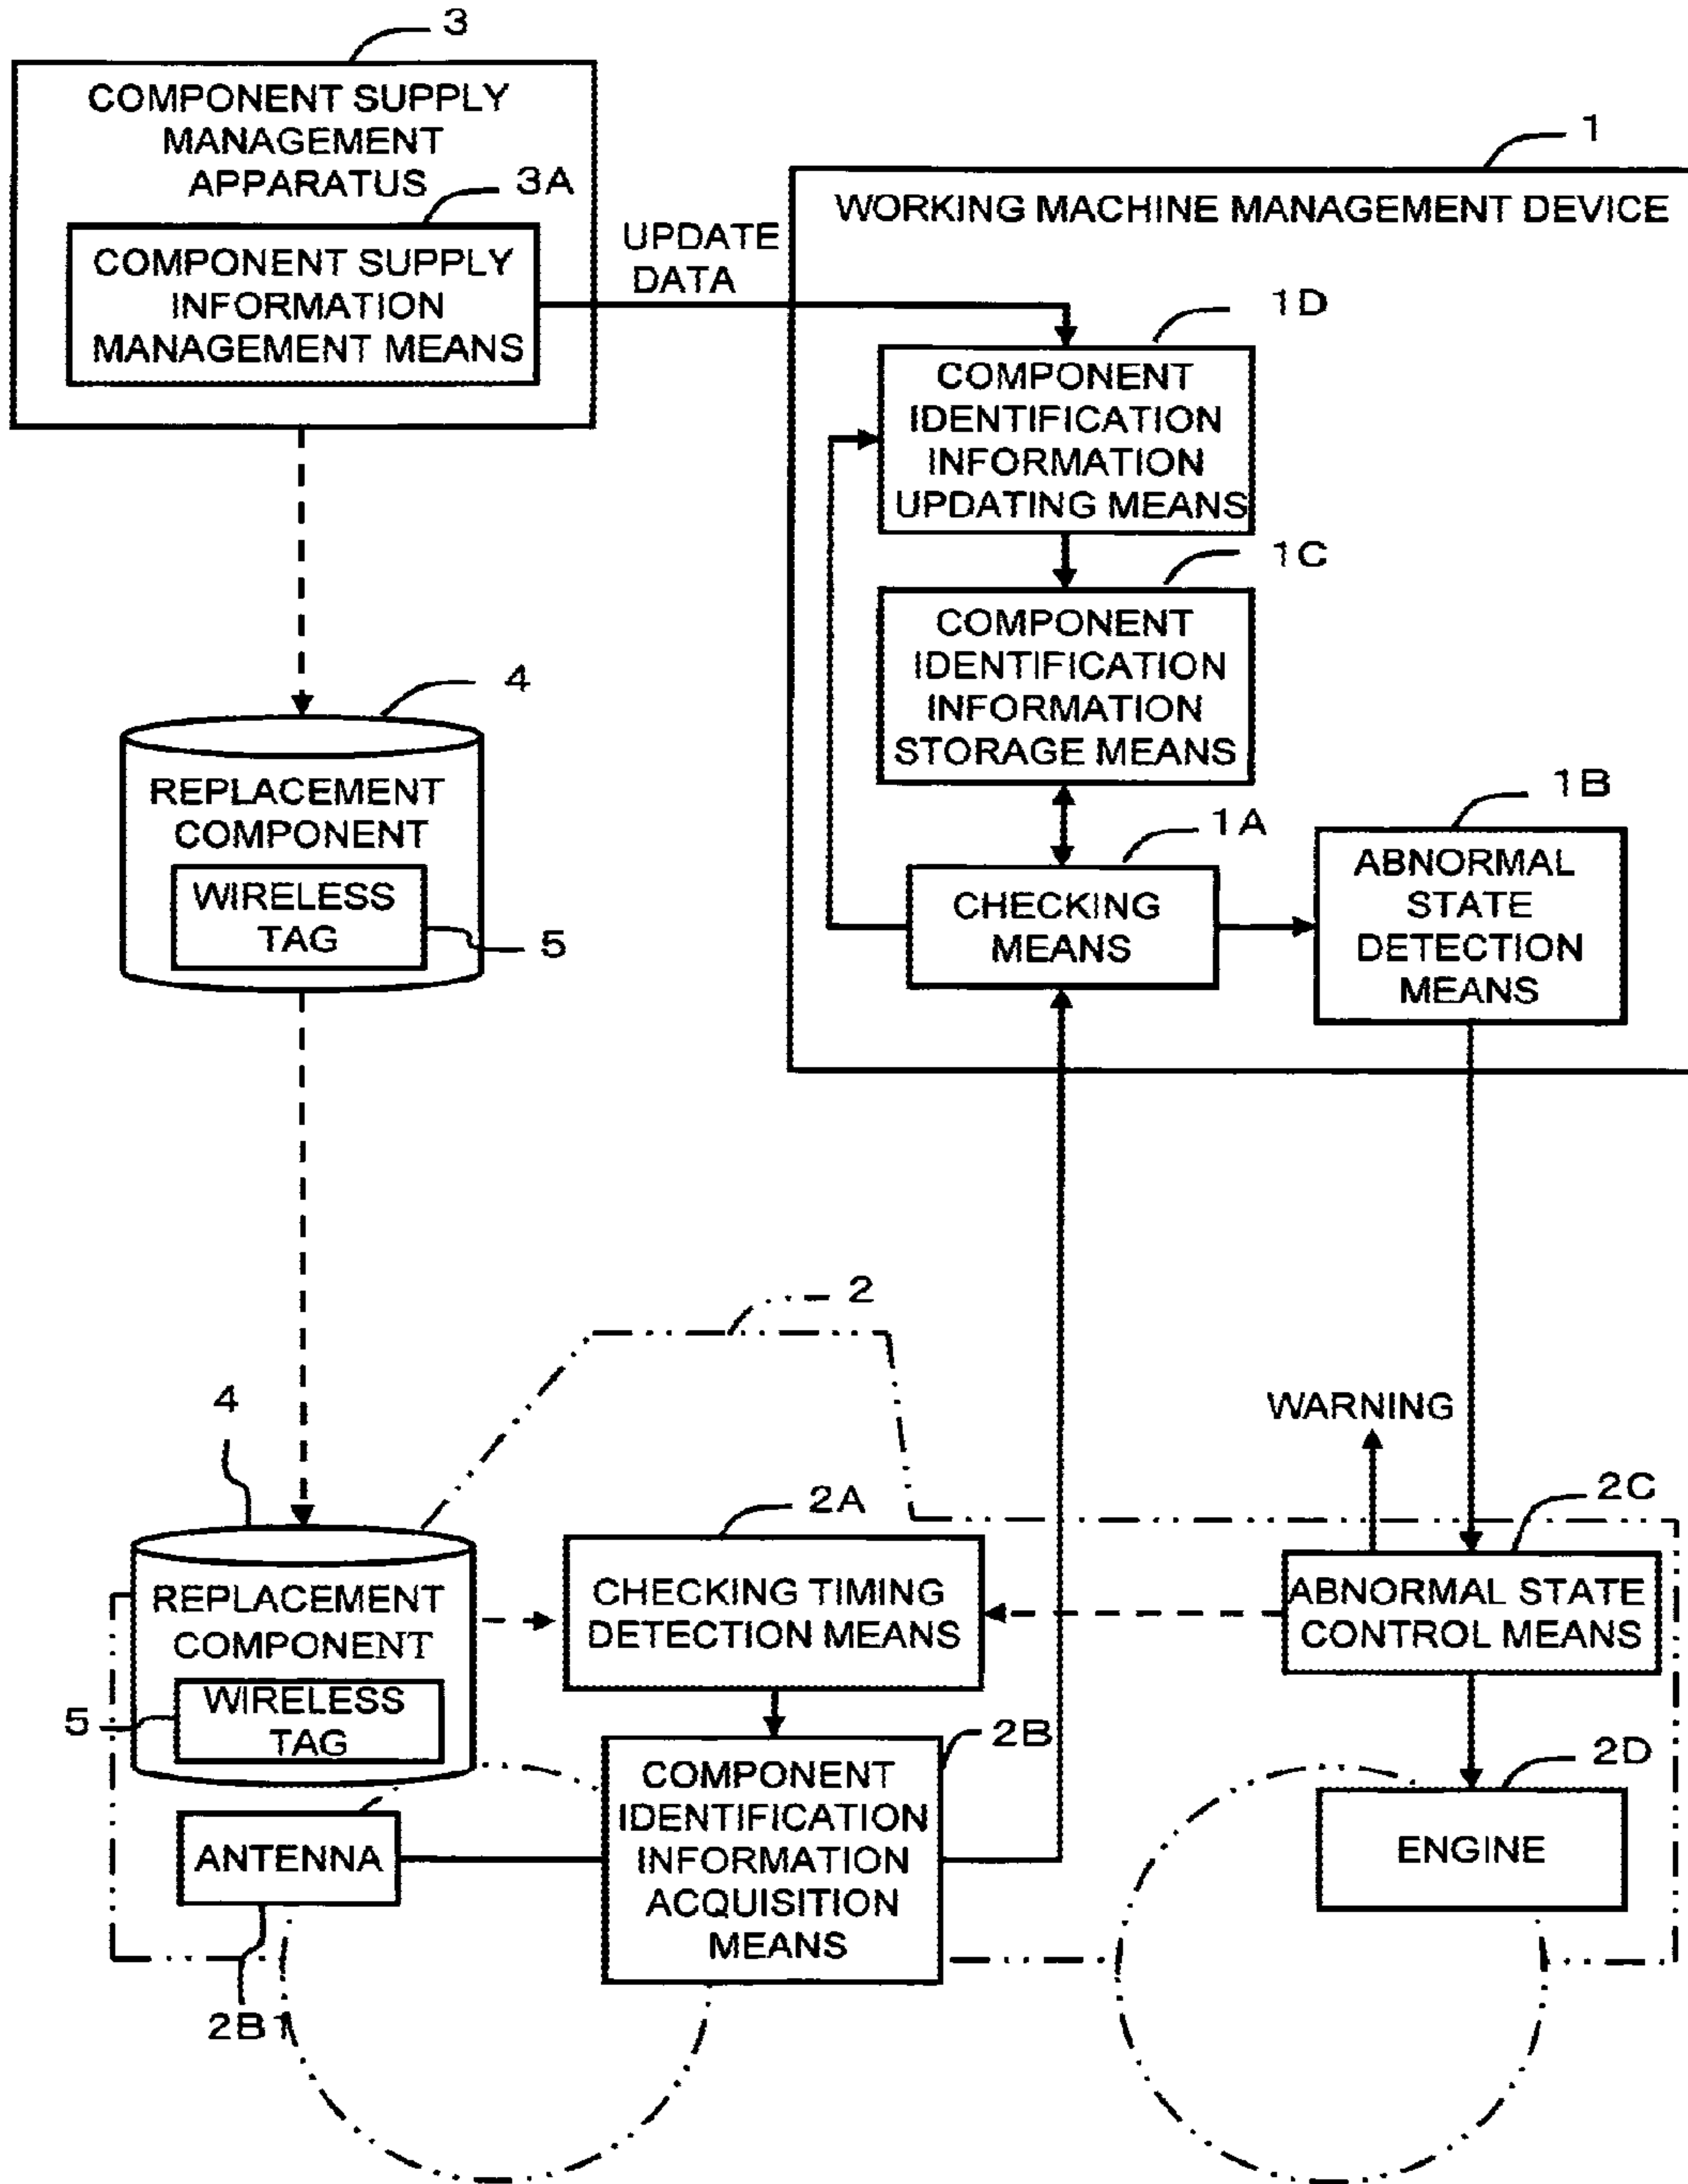 3
COMPONENT SUPPLY
MANAGEMENT
APPARATUS
3A
COMPONENT SUPPLY
INFORMATION
MANAGEMENT MEANS
UPDATE
DATA
1
WORKING MACHINE MANAGEMENT DEVICE
1D
COMPONENT
IDENTIFICATION
INFORMATION
UPDATING MEANS
1C
COMPONENT
IDENTIFICATION
INFORMATION
STORAGE MEANS
1A
CHECKING
MEANS
1B
ABNORMAL
STATE
DETECTION
MEANS
4
REPLACEMENT
COMPONENT
WIRELESS
TAG
5
2
WARNING
4
REPLACEMENT
COMPONENT
WIRELESS
TAG
5
2A
CHECKING TIMING
DETECTION MEANS
2C
ABNORMAL STATE
CONTROL MEANS
2B
COMPONENT
IDENTIFICATION
INFORMATION
ACQUISITION
MEANS
2D
ENGINE
ANTENNA
2B1